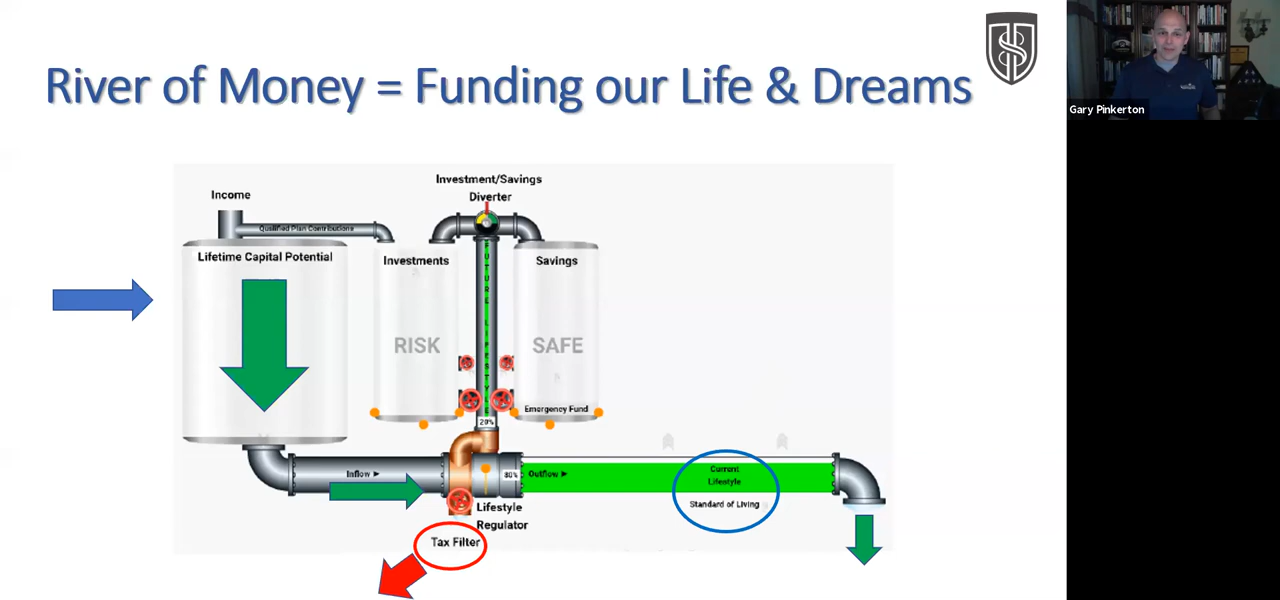 River of Money = Funding our Life & Dreams
Gary Pinkerton
Investment/Savings
Diverter
Income
Qualified Plan Contributions
Lifetime Capital Potential
Investments
Savings
FUTURE LIFESTYLE
RISK
SAFE
Emergency Fund
20%
Inflow
80%
Outflow
Current
Lifestyle
Standard of Living
Lifestyle
Regulator
Tax Filter